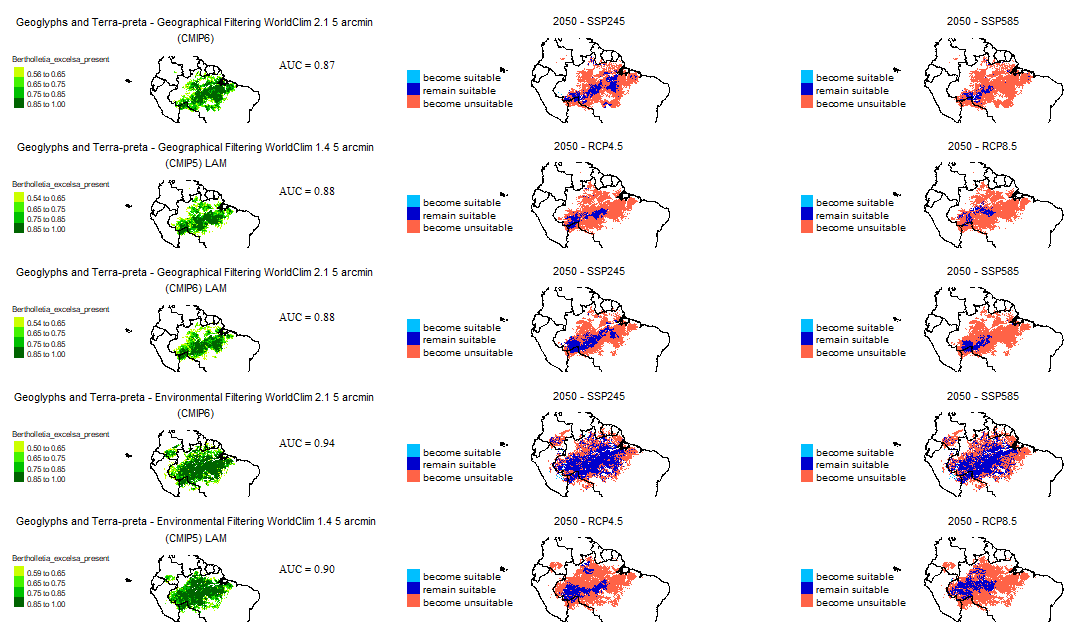 Geoglyphs and Terra-preta - Geographical Filtering WorldClim 2.1 5 arcmin
(CMIP6)
2050 - SSP245
2050 - SSP585
Bertholletia_excelsa_present
0.56 to 0.65
0.65 to 0.75
0.75 to 0.85
0.85 to 1.00
AUC = 0.87
become suitable
remain suitable
become unsuitable
become suitable
remain suitable
become unsuitable
Geoglyphs and Terra-preta - Geographical Filtering WorldClim 1.4 5 arcmin
(CMIP5) LAM
2050 - RCP4.5
2050 - RCP8.5
Bertholletia_excelsa_present
0.54 to 0.65
0.65 to 0.75
0.75 to 0.85
0.85 to 1.00
AUC = 0.88
become suitable
remain suitable
become unsuitable
become suitable
remain suitable
become unsuitable
Geoglyphs and Terra-preta - Geographical Filtering WorldClim 2.1 5 arcmin
(CMIP6) LAM
2050 - SSP245
2050 - SSP585
Bertholletia_excelsa_present
0.54 to 0.65
0.65 to 0.75
0.75 to 0.85
0.85 to 1.00
AUC = 0.88
become suitable
remain suitable
become unsuitable
become suitable
remain suitable
become unsuitable
Geoglyphs and Terra-preta - Environmental Filtering WorldClim 2.1 5 arcmin
(CMIP6)
2050 - SSP245
2050 - SSP585
Bertholletia_excelsa_present
0.50 to 0.65
0.65 to 0.75
0.75 to 0.85
0.85 to 1.00
AUC = 0.94
become suitable
remain suitable
become unsuitable
become suitable
remain suitable
become unsuitable
Geoglyphs and Terra-preta - Environmental Filtering WorldClim 1.4 5 arcmin
(CMIP5) LAM
2050 - RCP4.5
2050 - RCP8.5
Bertholletia_excelsa_present
0.59 to 0.65
0.65 to 0.75
0.75 to 0.85
0.85 to 1.00
AUC = 0.90
become suitable
remain suitable
become unsuitable
become suitable
remain suitable
become unsuitable